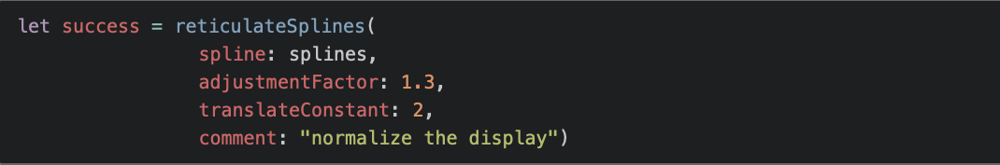 let success = reticulateSplines(
                spline: splines,
                adjustmentFactor: 1.3,
                translateConstant: 2,
                comment: "normalize the display")